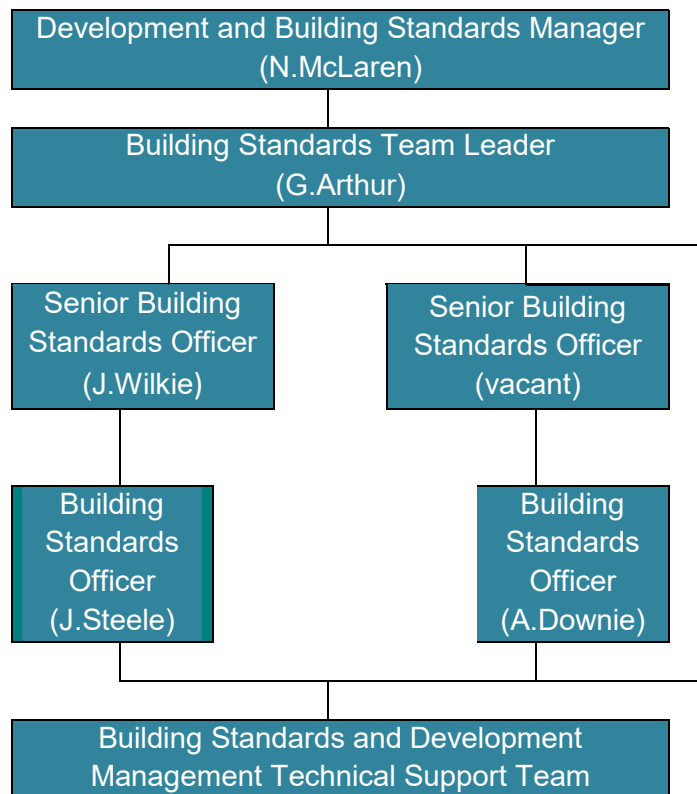 Development and Building Standards Manager
(N.McLaren)
Building Standards Team Leader
(G.Arthur)
Senior Building
Standards Officer
(J.Wilkie)
Senior Building
Standards Officer
(vacant)
Building
Standards
Officer
(J.Steele)
Building
Standards
Officer
(A.Downie)
Building Standards and Development
Management Technical Support Team